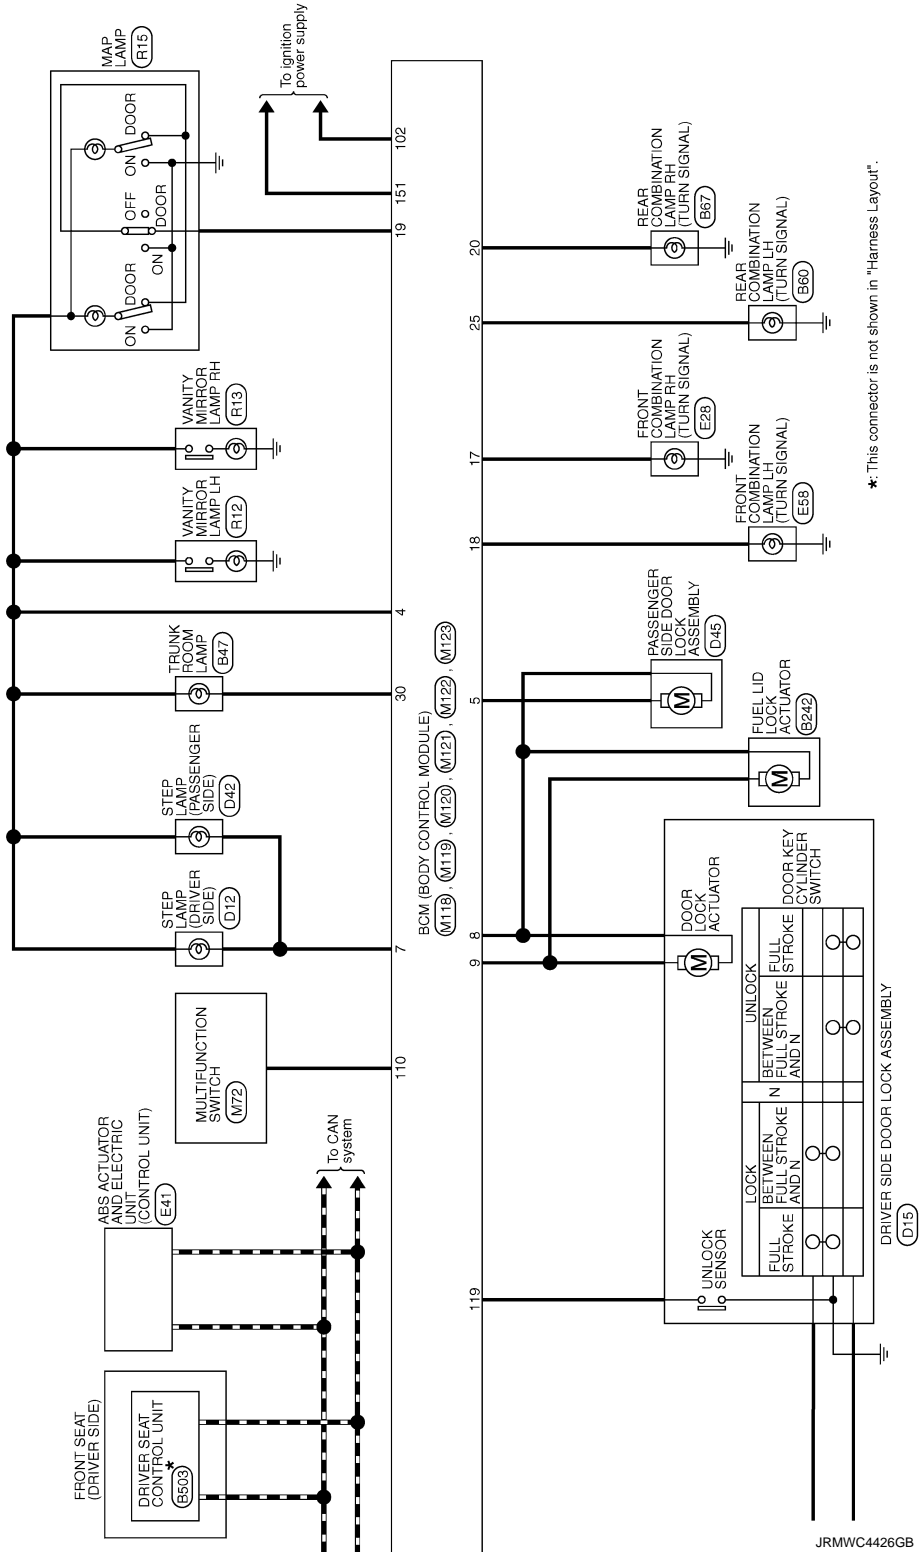 MAP
LAMP
R15
DOOR
ON
OFF
DOOR
ON
DOOR
ON
To ignition
power supply
102
151
19
VANITY
MIRROR
LAMP RH
R13
VANITY
MIRROR
LAMP LH
R12
4
TRUNK
ROOM
LAMP
B47
30
STEP
LAMP
(PASSENGER
SIDE)
D42
STEP
LAMP
(DRIVER
SIDE)
D12
7
MULTIFUNCTION
SWITCH
M72
110
ABS ACTUATOR
AND ELECTRIC
UNIT
(CONTROL UNIT)
E41
To CAN
system
FRONT SEAT
(DRIVER SIDE)
DRIVER SEAT
CONTROL UNIT
*
B503
BCM (BODY CONTROL MODULE)
M118 , M119 , M120 , M121 , M122 , M123
20
REAR
COMBINATION
LAMP RH
(TURN SIGNAL)
B67
25
REAR
COMBINATION
LAMP LH
(TURN SIGNAL)
B60
17
FRONT
COMBINATION
LAMP RH
(TURN SIGNAL)
E28
18
FRONT
COMBINATION
LAMP LH
(TURN SIGNAL)
E58
5
PASSENGER
SIDE DOOR
LOCK
ASSEMBLY
D45
M
FUEL LID
LOCK
ACTUATOR
B242
M
8
9
DOOR
LOCK
ACTUATOR
M
DOOR KEY
CYLINDER
SWITCH
LOCK
UNLOCK
FULL
STROKE
BETWEEN
FULL STROKE
AND N
N
BETWEEN
FULL STROKE
AND N
FULL
STROKE
119
UNLOCK
SENSOR
DRIVER SIDE DOOR LOCK ASSEMBLY
D15
*: This connector is not shown in "Harness Layout".
JRMWC4426GB